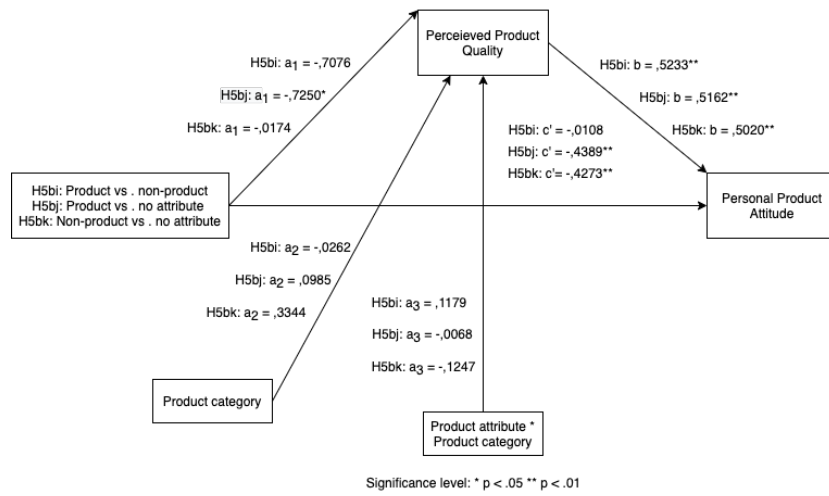 Perceieved Product
Quality
H5bi: a1 = -,7076
H5bj: a1 = -,7250*
H5bk: a1 = -,0174
H5bi: b = ,5233**
H5bj: b = ,5162**
H5bk: b = ,5020**
H5bi: c' = -,0108
H5bj: c' = -,4389**
H5bk: c'= -,4273**
H5bi: Product vs . non-product
H5bj: Product vs . no attribute
H5bk: Non-product vs . no attribute
Personal Product
Attitude
H5bi: a2 = -,0262
H5bj: a2 = ,0985
H5bk: a2 = ,3344
H5bi: a3 = ,1179
H5bj: a3 = -,0068
H5bk: a3 = -,1247
Product category
Product attribute *
Product category
Significance level: * p < .05 ** p < .01